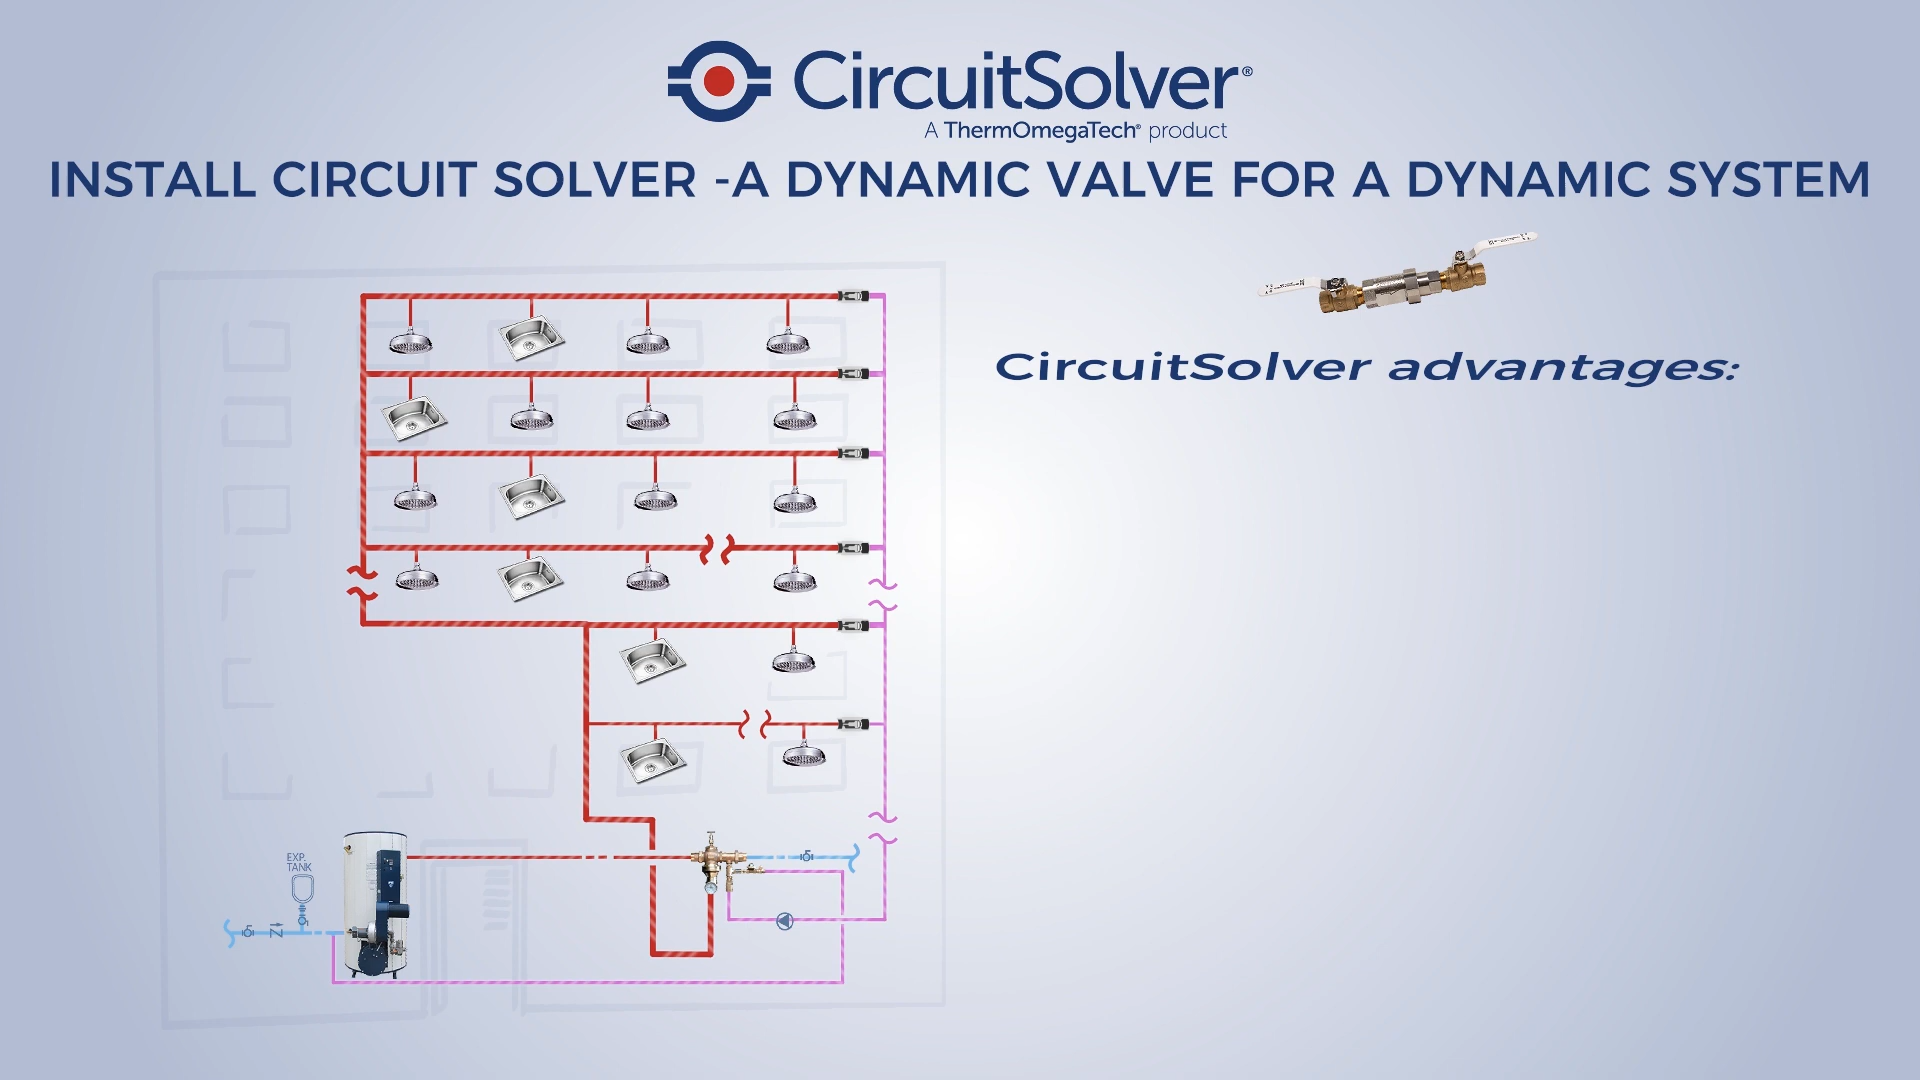 CircuitSolver®
A ThermOmegaTech® product
INSTALL CIRCUIT SOLVER -A DYNAMIC VALVE FOR A DYNAMIC SYSTEM
CircuitSolver advantages:
EXP.
TANK